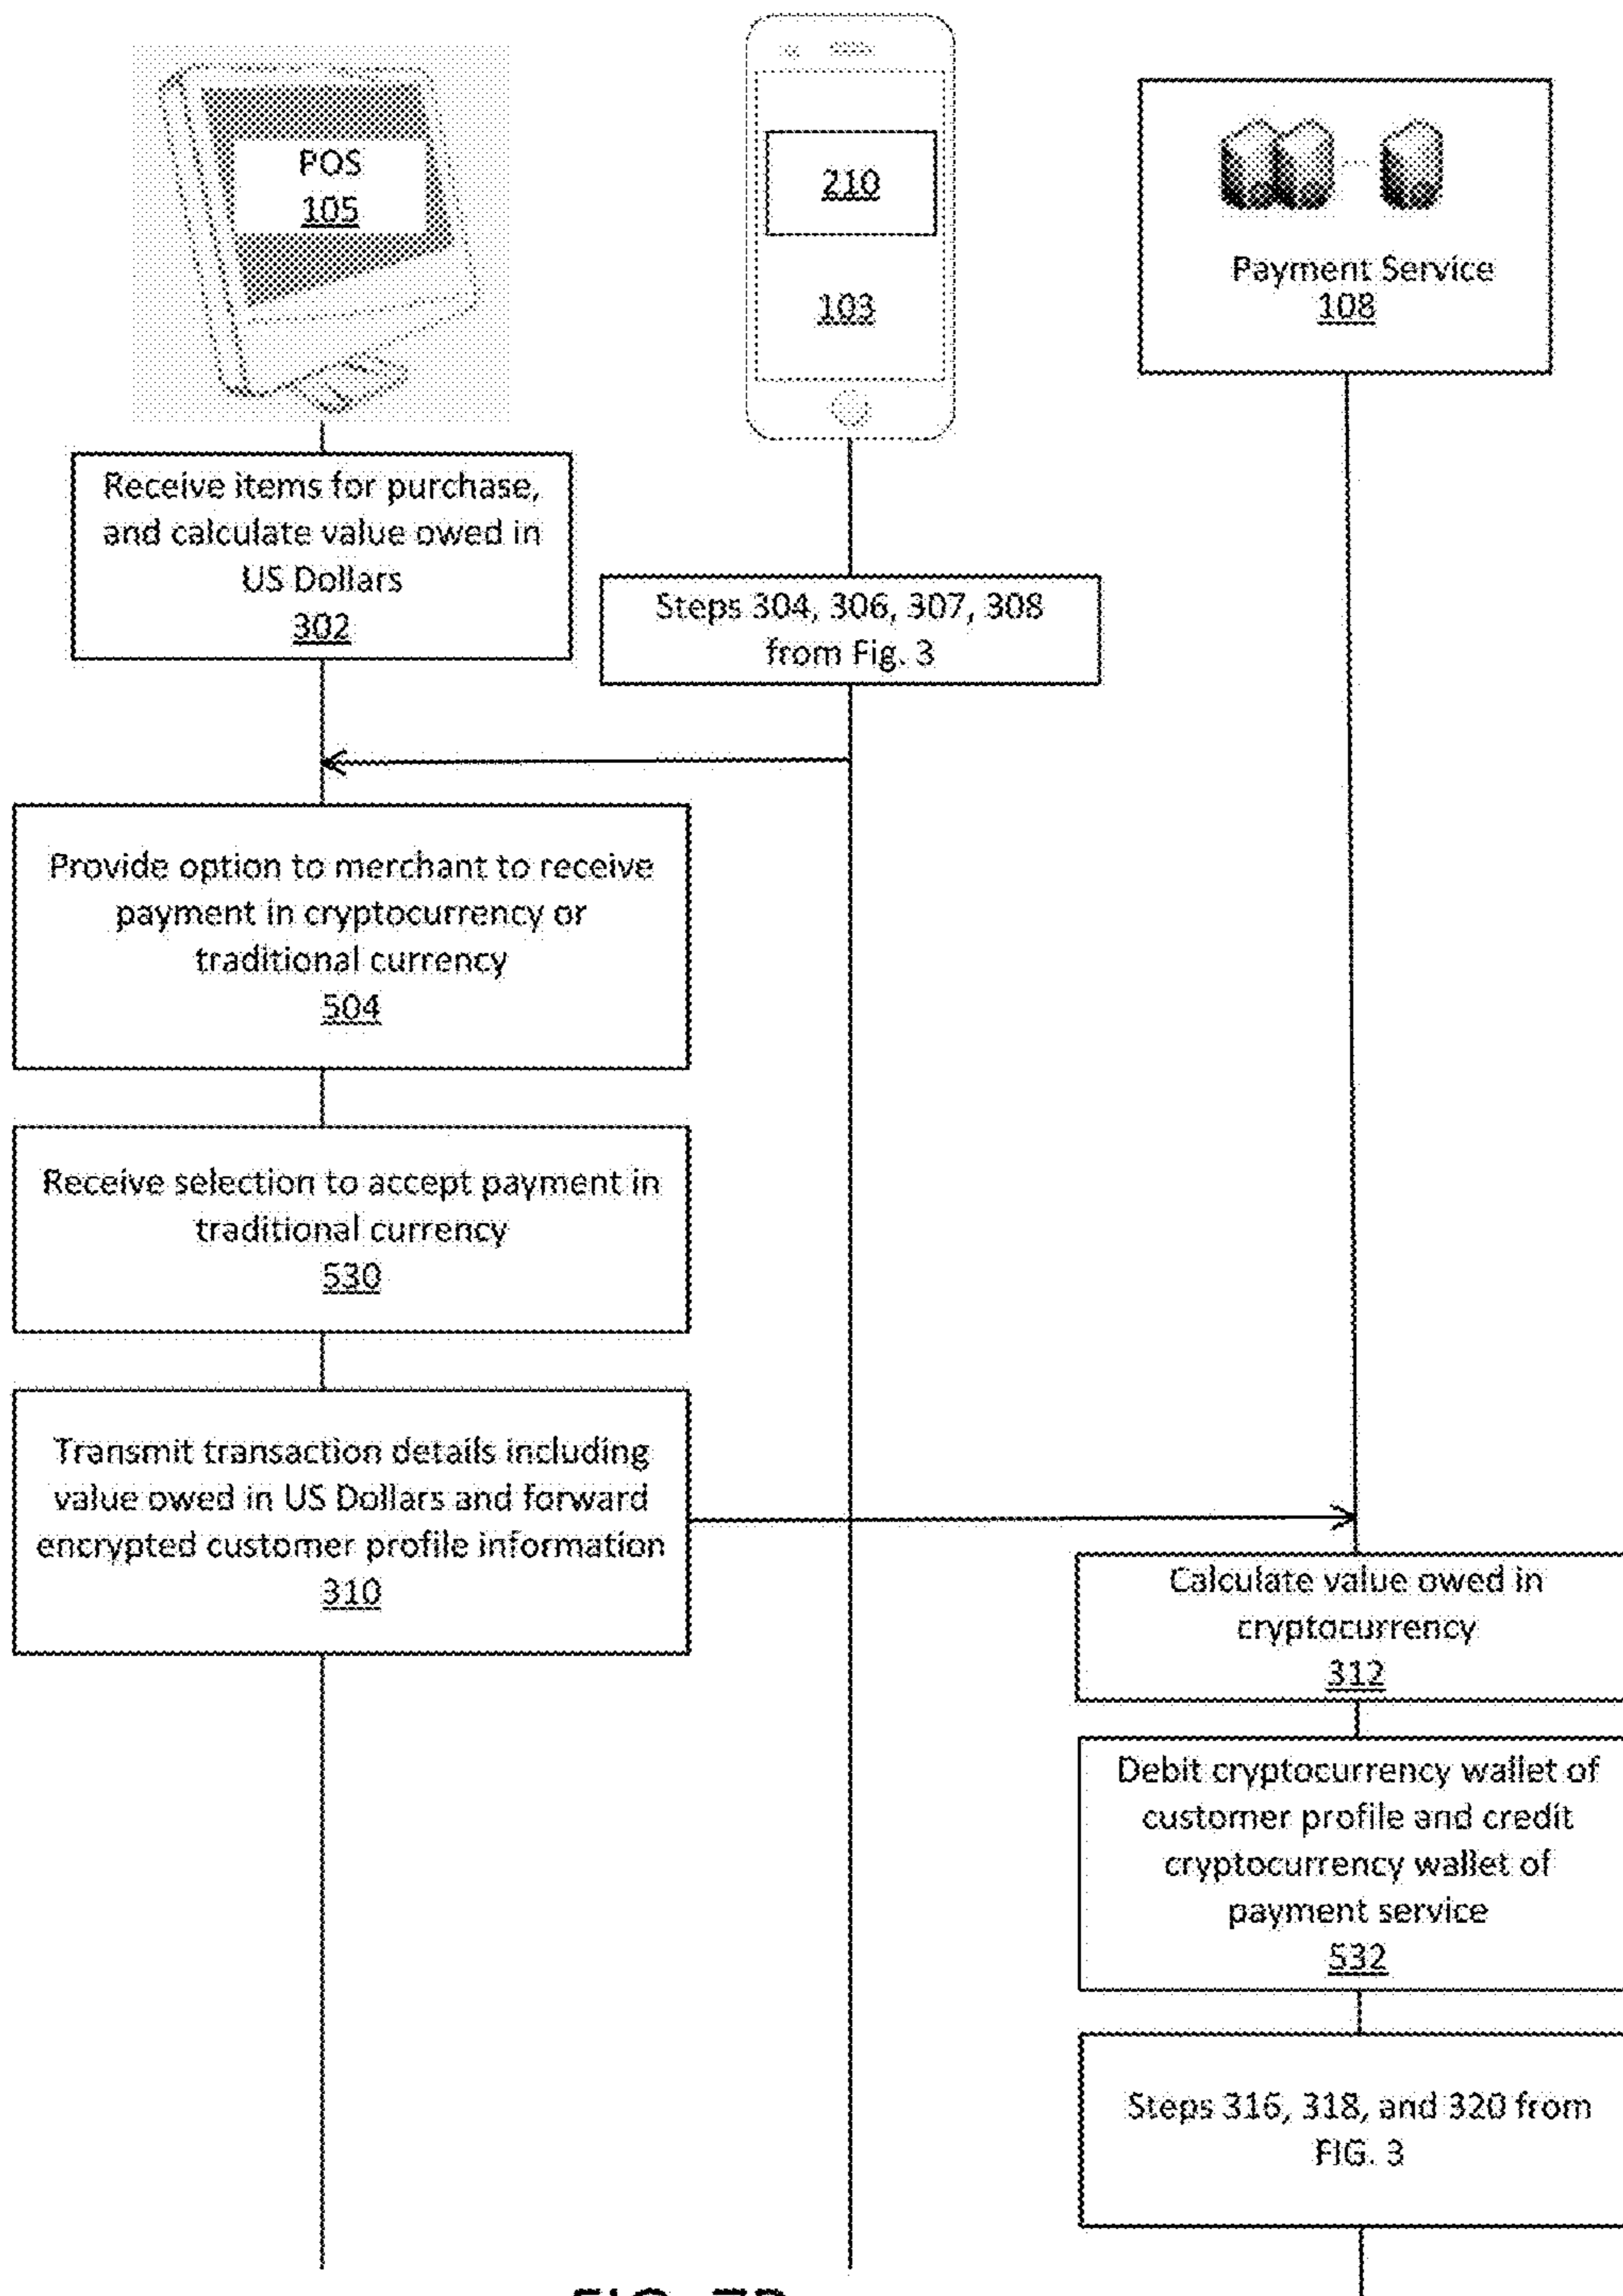 POS
105
210
103
Payment Service
108
Receive items for purchase,
and calculate value owed in
US Dollars
302
Steps 304, 306, 307, 308
from Fig. 3
Provide option to merchant to receive
payment in cryptocurrency or
traditional currency
504
Receive selection to accept payment in
traditional currency
530
Transmit transaction details including
value owed in US Dollars and forward
encrypted customer profile information
310
Calculate value owed in
cryptocurrency
312
Debit cryptocurrency wallet of
customer profile and credit
cryptocurrency wallet of
payment service
532
Steps 316, 318, and 320 from
FIG. 3